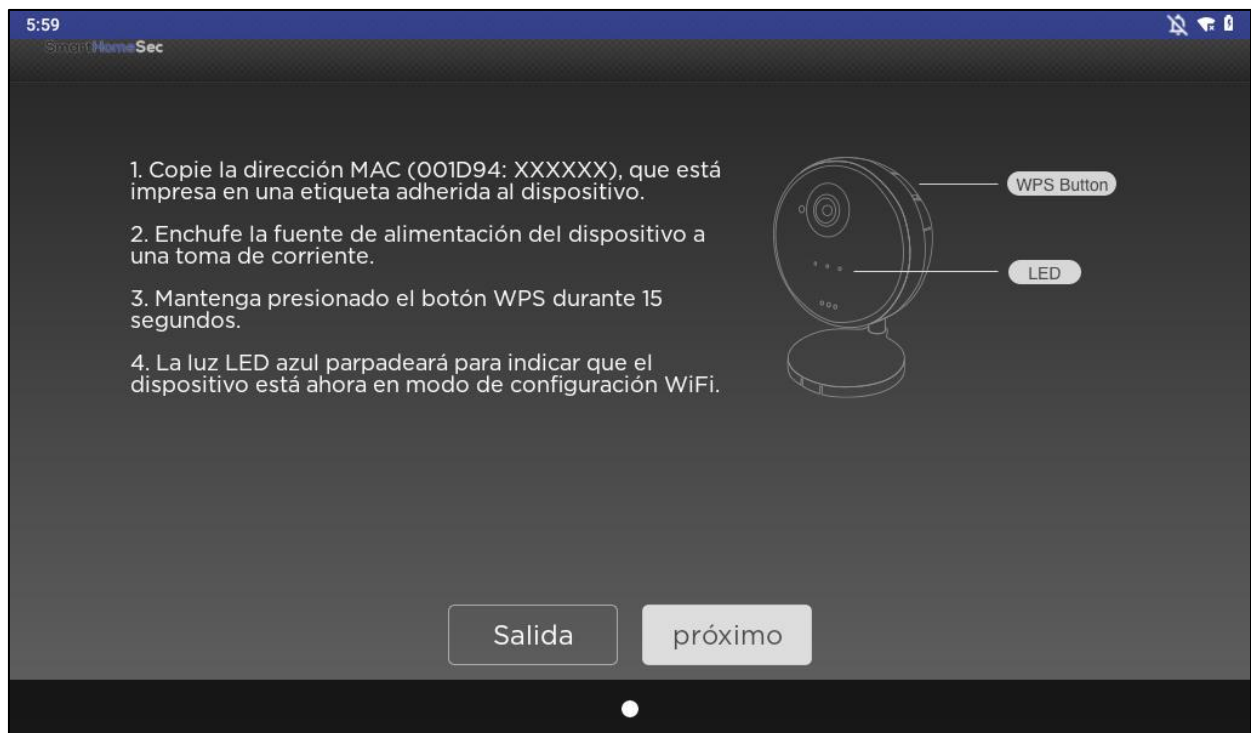 5:59
SmartHomeSec
1. Copie la dirección MAC (001D94: XXXXXX), que está
impresa en una etiqueta adherida al dispositivo.
2. Enchufe la fuente de alimentación del dispositivo a
una toma de corriente.
3. Mantenga presionado el botón WPS durante 15
segundos.
4. La luz LED azul parpadeará para indicar que el
dispositivo está ahora en modo de configuración WiFi.
WPS Button
LED
Salida
próximo